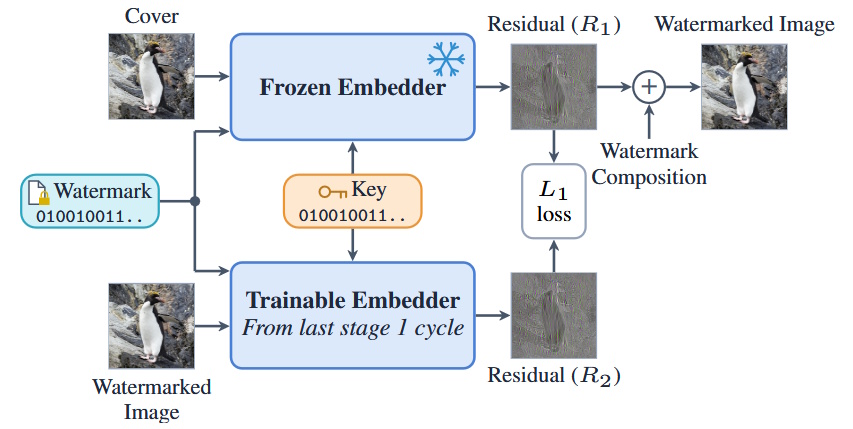 Cover
Residual (R₁)
Watermarked Image
Frozen Embedder
Watermark
Composition
Watermark
010010011..
Key
010010011..
L₁
loss
Trainable Embedder
From last stage 1 cycle
Watermarked
Image
Residual (R₂)